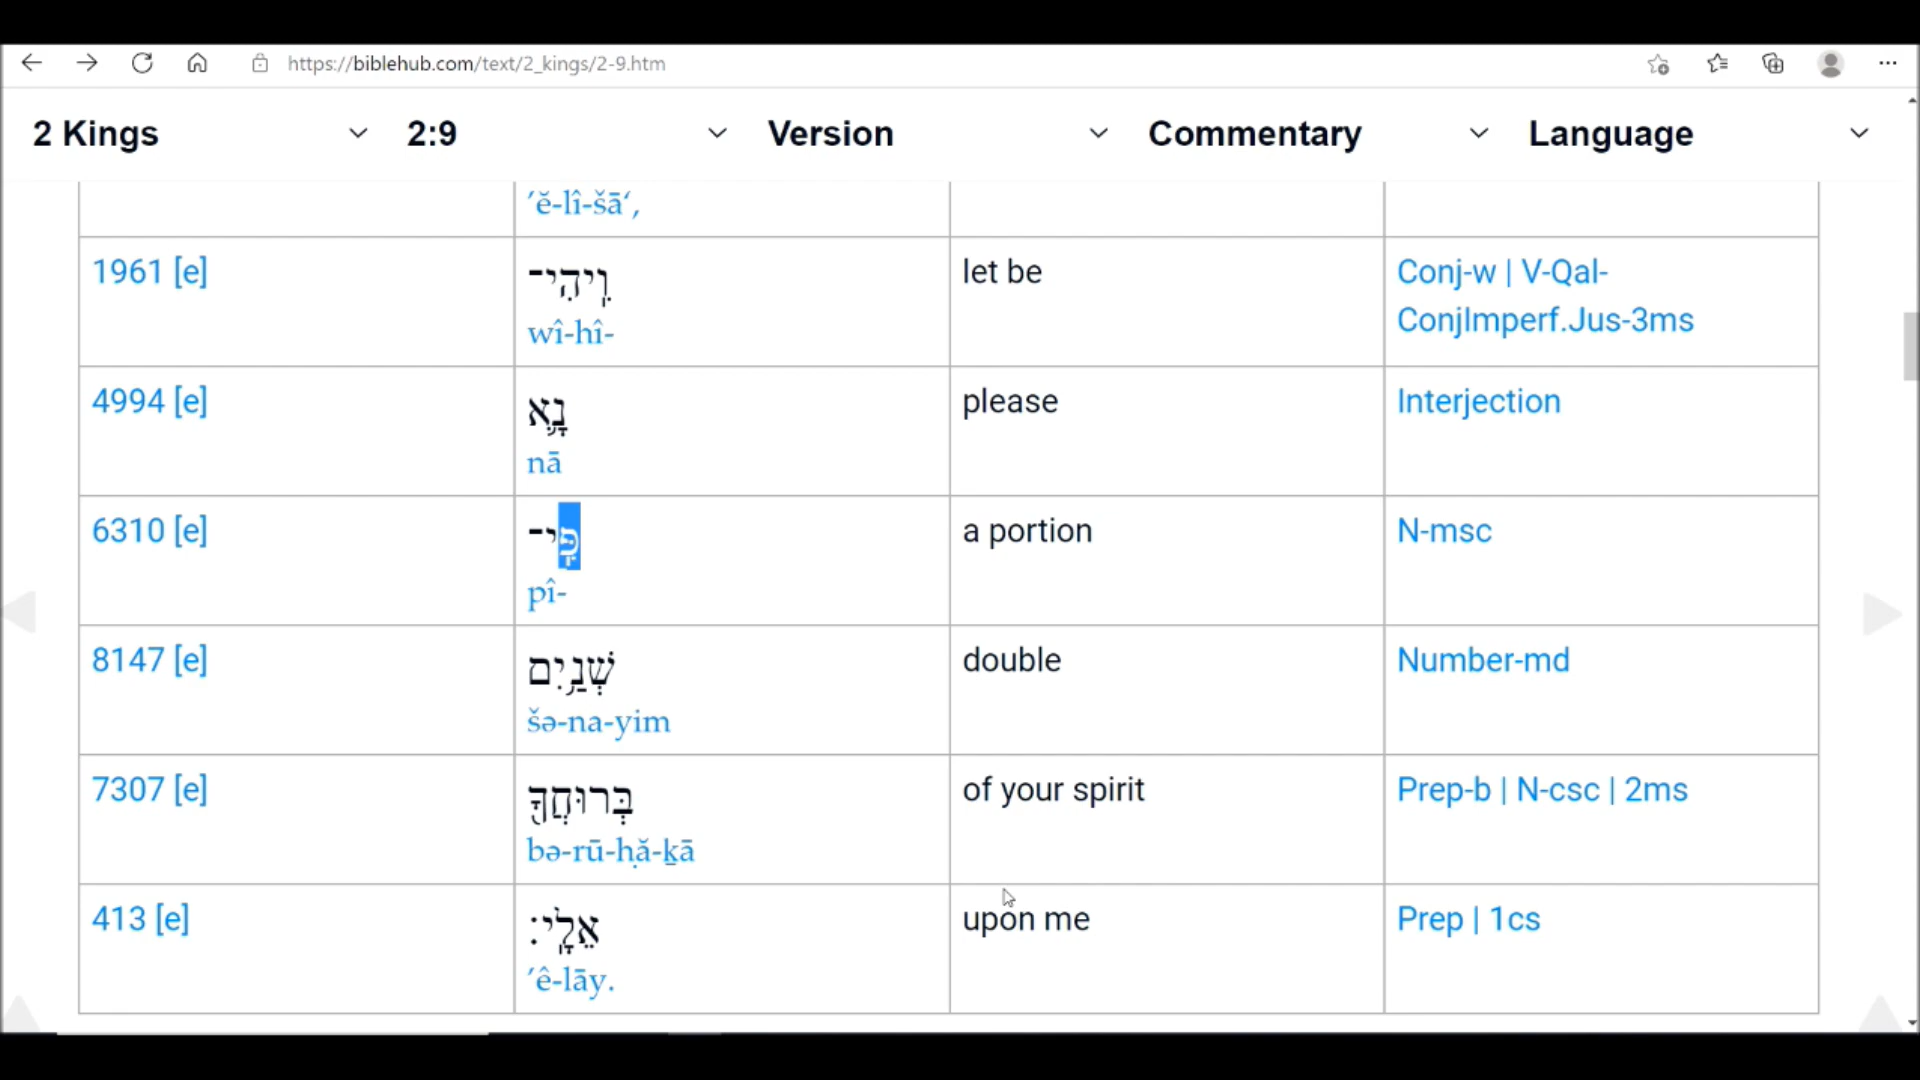 https://biblehub.com/text/2_kings/2-9.htm
2 Kings 2:9 Version Commentary Language
’ĕ-lî-šā‘,
1961 [e] וִֽיהִי־ let be Conj-w | V-Qal-
wî-hî- ConjImperf.Jus-3ms
4994 [e] נָ֛א please Interjection
nā
6310 [e] פִּֽי־ a portion N-msc
pî-
8147 [e] שְׁנַ֥יִם double Number-md
šə-na-yim
7307 [e] בְּרוּחֲךָ֖ of your spirit Prep-b | N-csc | 2ms
bə-rū-ḥă-ḵā
413 [e] אֵלָֽי׃ upon me Prep | 1cs
’ê-lāy.